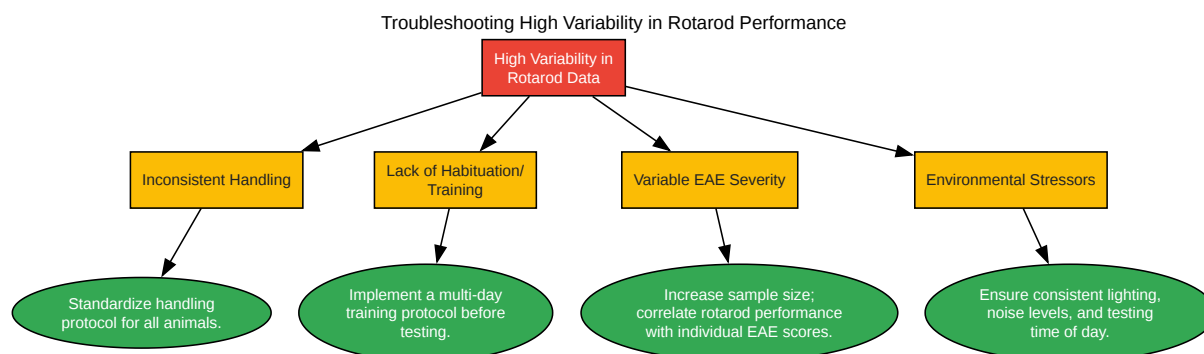 Troubleshooting High Variability in Rotarod Performance
High Variability in
Rotarod Data
Inconsistent Handling
Lack of Habituation/
Training
Variable EAE Severity
Environmental Stressors
Standardize handling
protocol for all animals.
Implement a multi-day
training protocol before
testing.
Increase sample size;
correlate rotarod performance
with individual EAE scores.
Ensure consistent lighting,
noise levels, and testing
time of day.